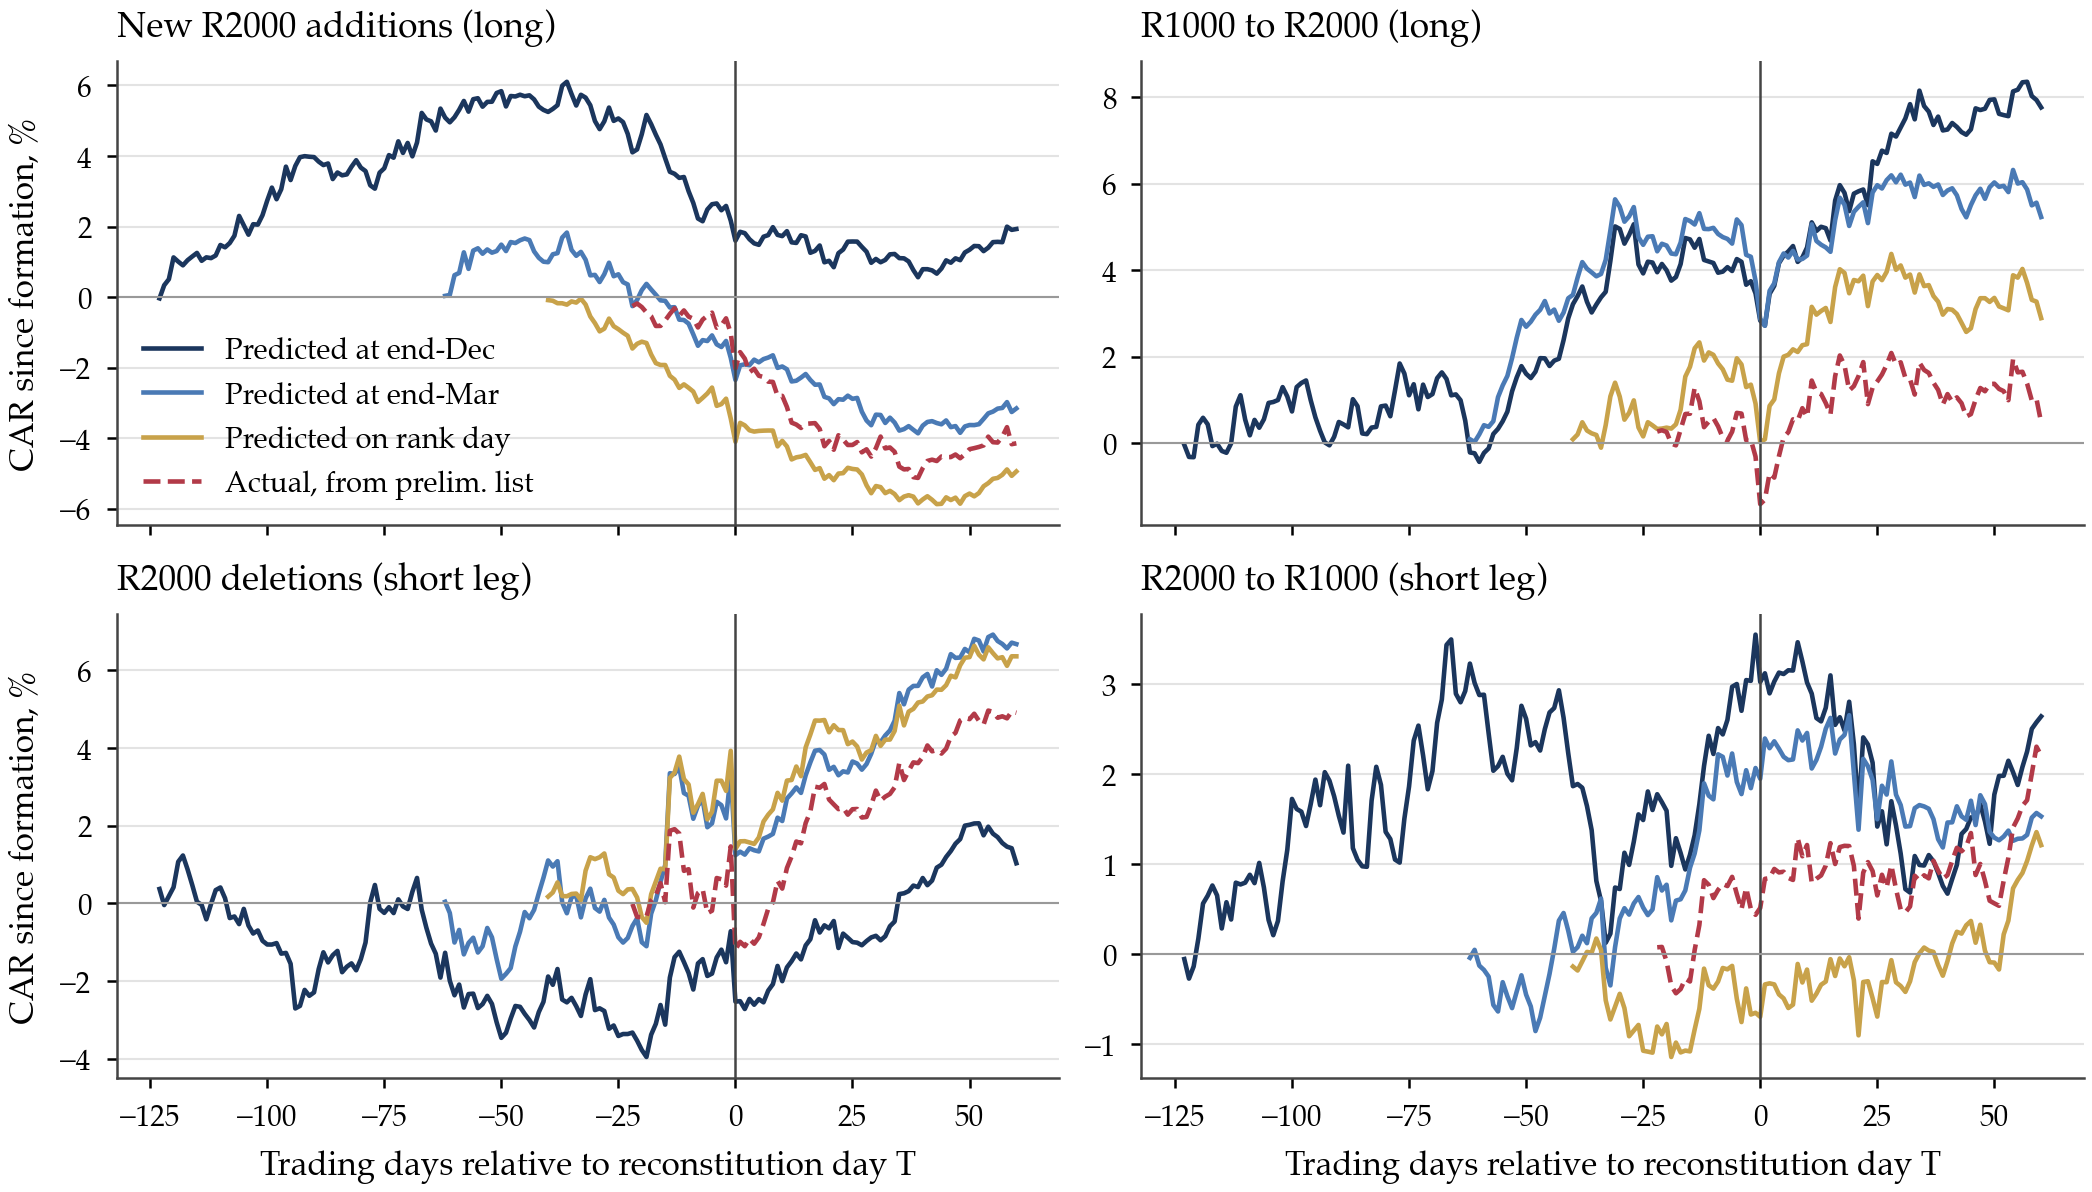 New R2000 additions (long)
R1000 to R2000 (long)
CAR since formation, %
6
4
2
0
−2
−4
−6
Predicted at end-Dec
Predicted at end-Mar
Predicted on rank day
Actual, from prelim. list
8
6
4
2
0
R2000 deletions (short leg)
R2000 to R1000 (short leg)
CAR since formation, %
6
4
2
0
−2
−4
3
2
1
0
−1
−125 −100 −75 −50 −25 0 25 50
−125 −100 −75 −50 −25 0 25 50
Trading days relative to reconstitution day T
Trading days relative to reconstitution day T